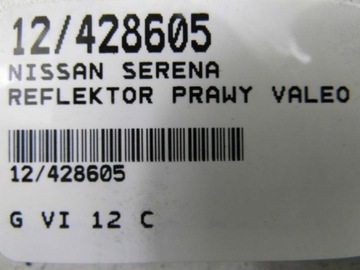 12/428605
NISSAN SERENA
REFLEKTOR PRAWY VALEO
12/428605
G VI 12 C